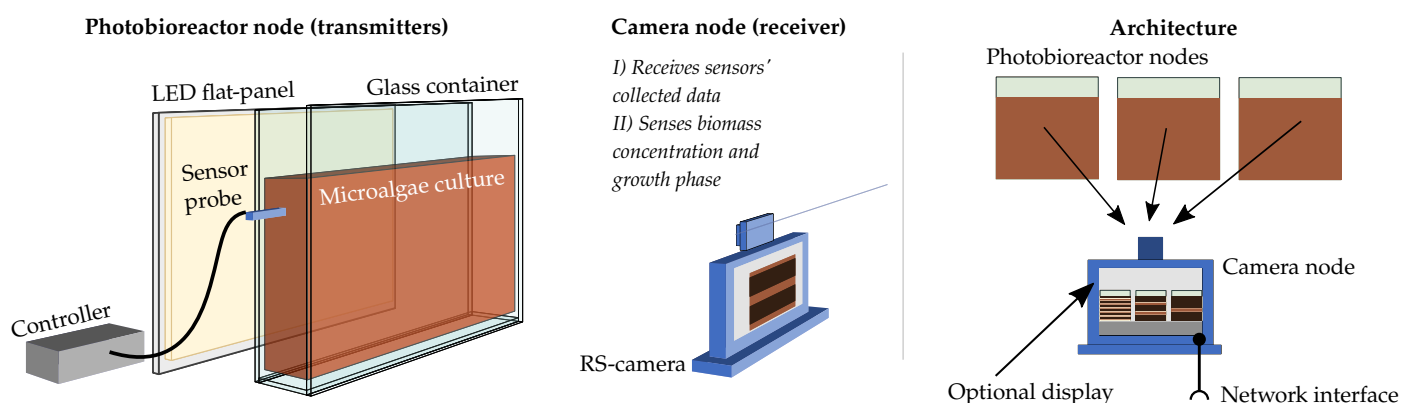 Photobioreactor node (transmitters)
LED flat-panel
Glass container
Sensor
probe
Microalgae culture
Controller
Camera node (receiver)
I) Receives sensors'
collected data
II) Senses biomass
concentration and
growth phase
RS-camera
Architecture
Photobioreactor nodes
Camera node
Optional display
Network interface